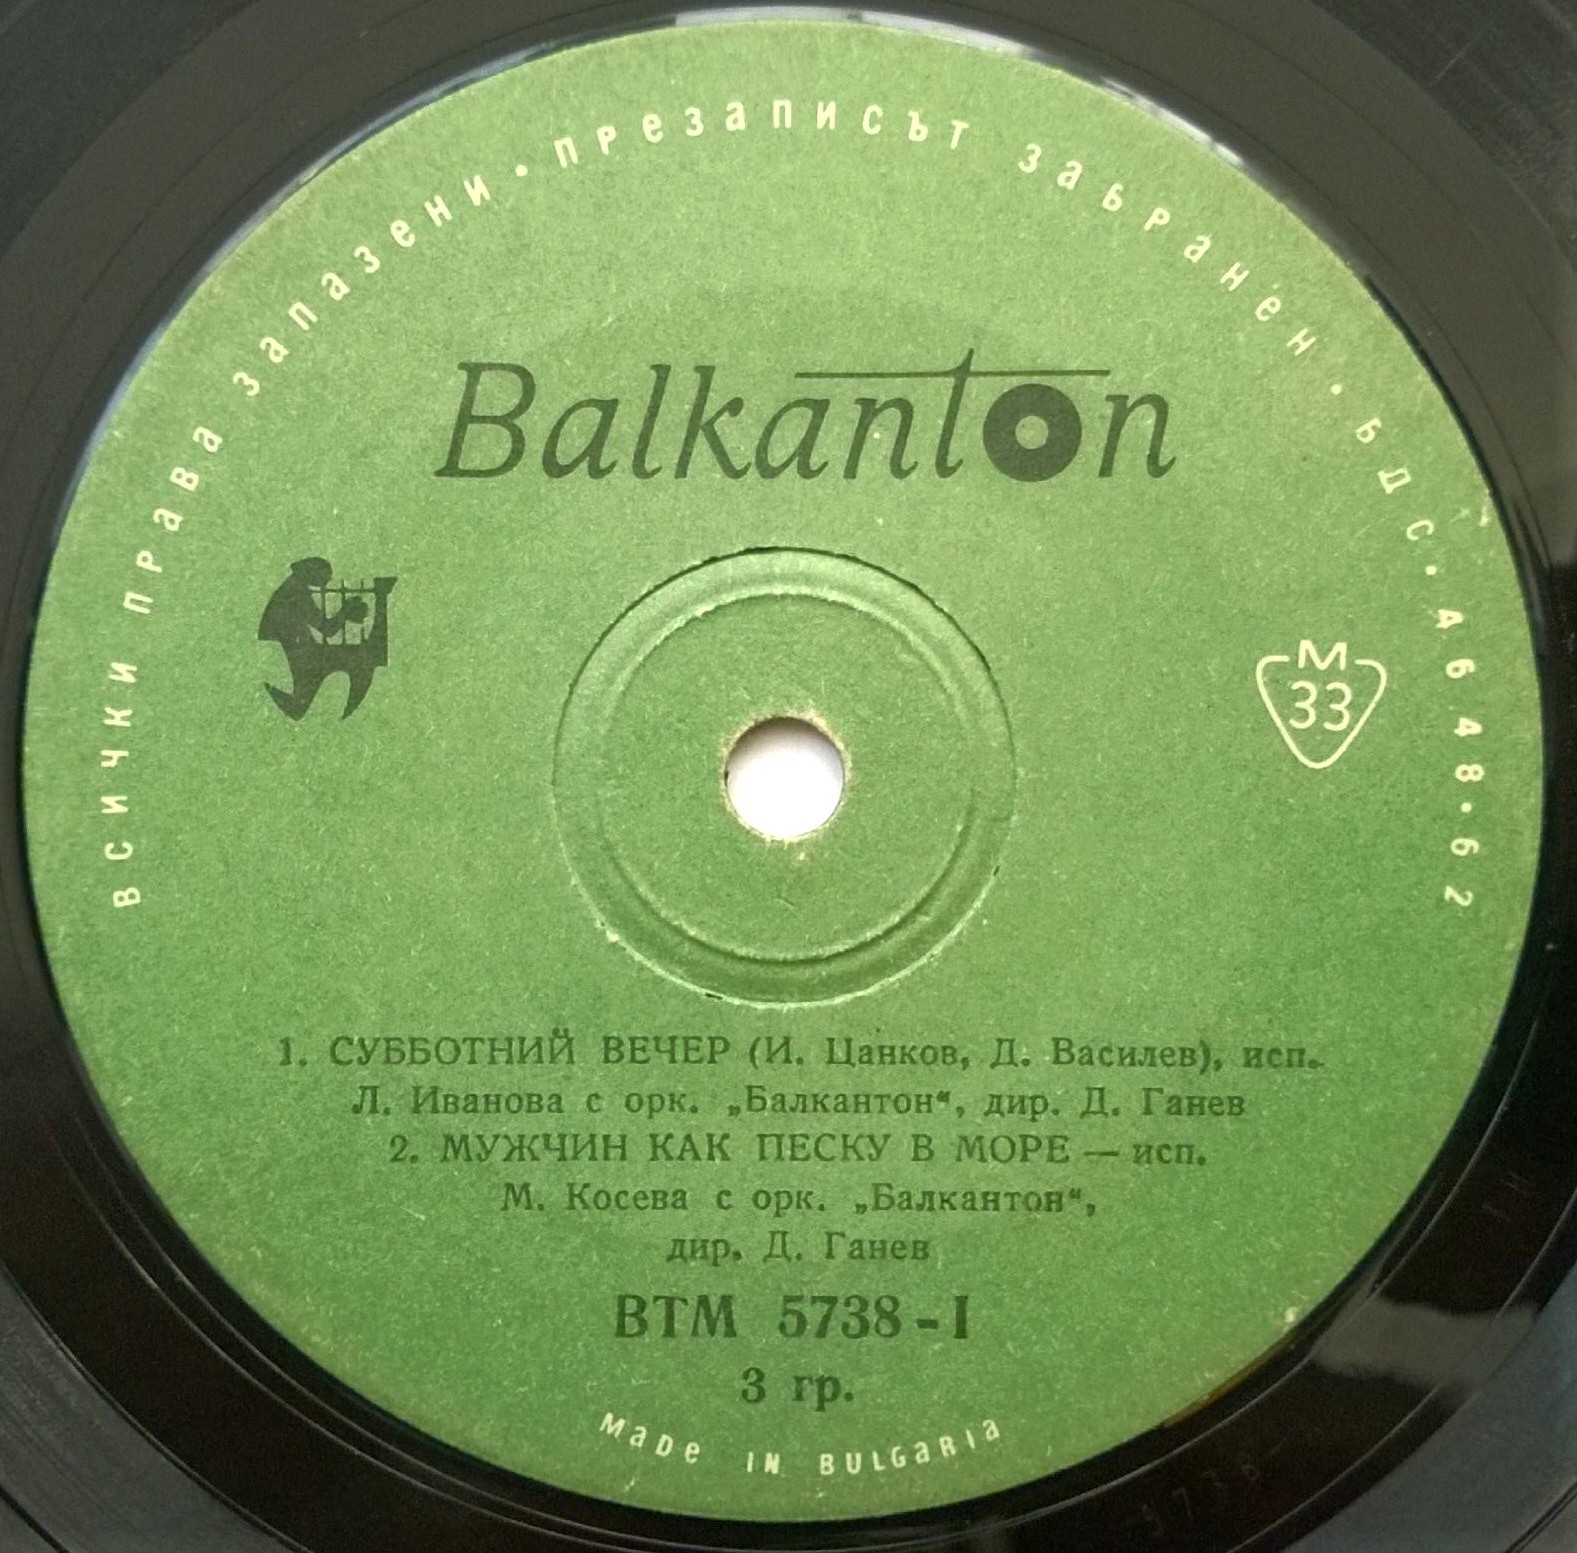 ВСИЧКИ ПРАВА ЗАПАЗЕНИ · ПРЕЗАПИСЪТ ЗАБРАНЕН · БДС · 4648 · 62
Balkanton
М
33
1. СУББОТНИЙ ВЕЧЕР (И. Цанков, Д. Василев), исп.
Л. Иванова с орк. „Балкантон“, дир. Д. Ганев
2. МУЖЧИН КАК ПЕСКУ В МОРЕ — исп.
М. Косева с орк. „Балкантон“,
дир. Д. Ганев
ВТМ 5738-I
3 гр.
MADE IN BULGARIA